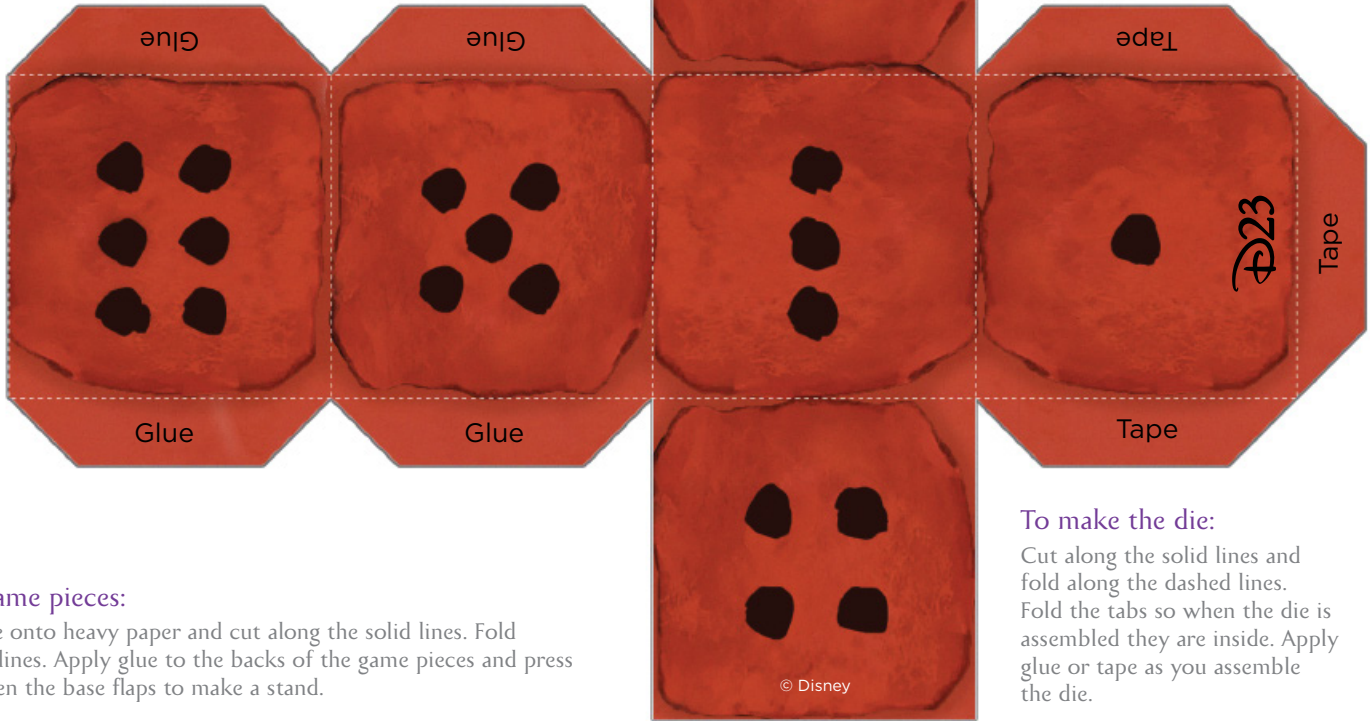 Glue
Glue
Tape
D23
Tape
Glue
Glue
Tape
To make the die:
Cut along the solid lines and
fold along the dashed lines.
Fold the tabs so when the die is
assembled they are inside. Apply
glue or tape as you assemble
the die.
ame pieces:
e onto heavy paper and cut along the solid lines. Fold
lines. Apply glue to the backs of the game pieces and press
en the base flaps to make a stand.
© Disney